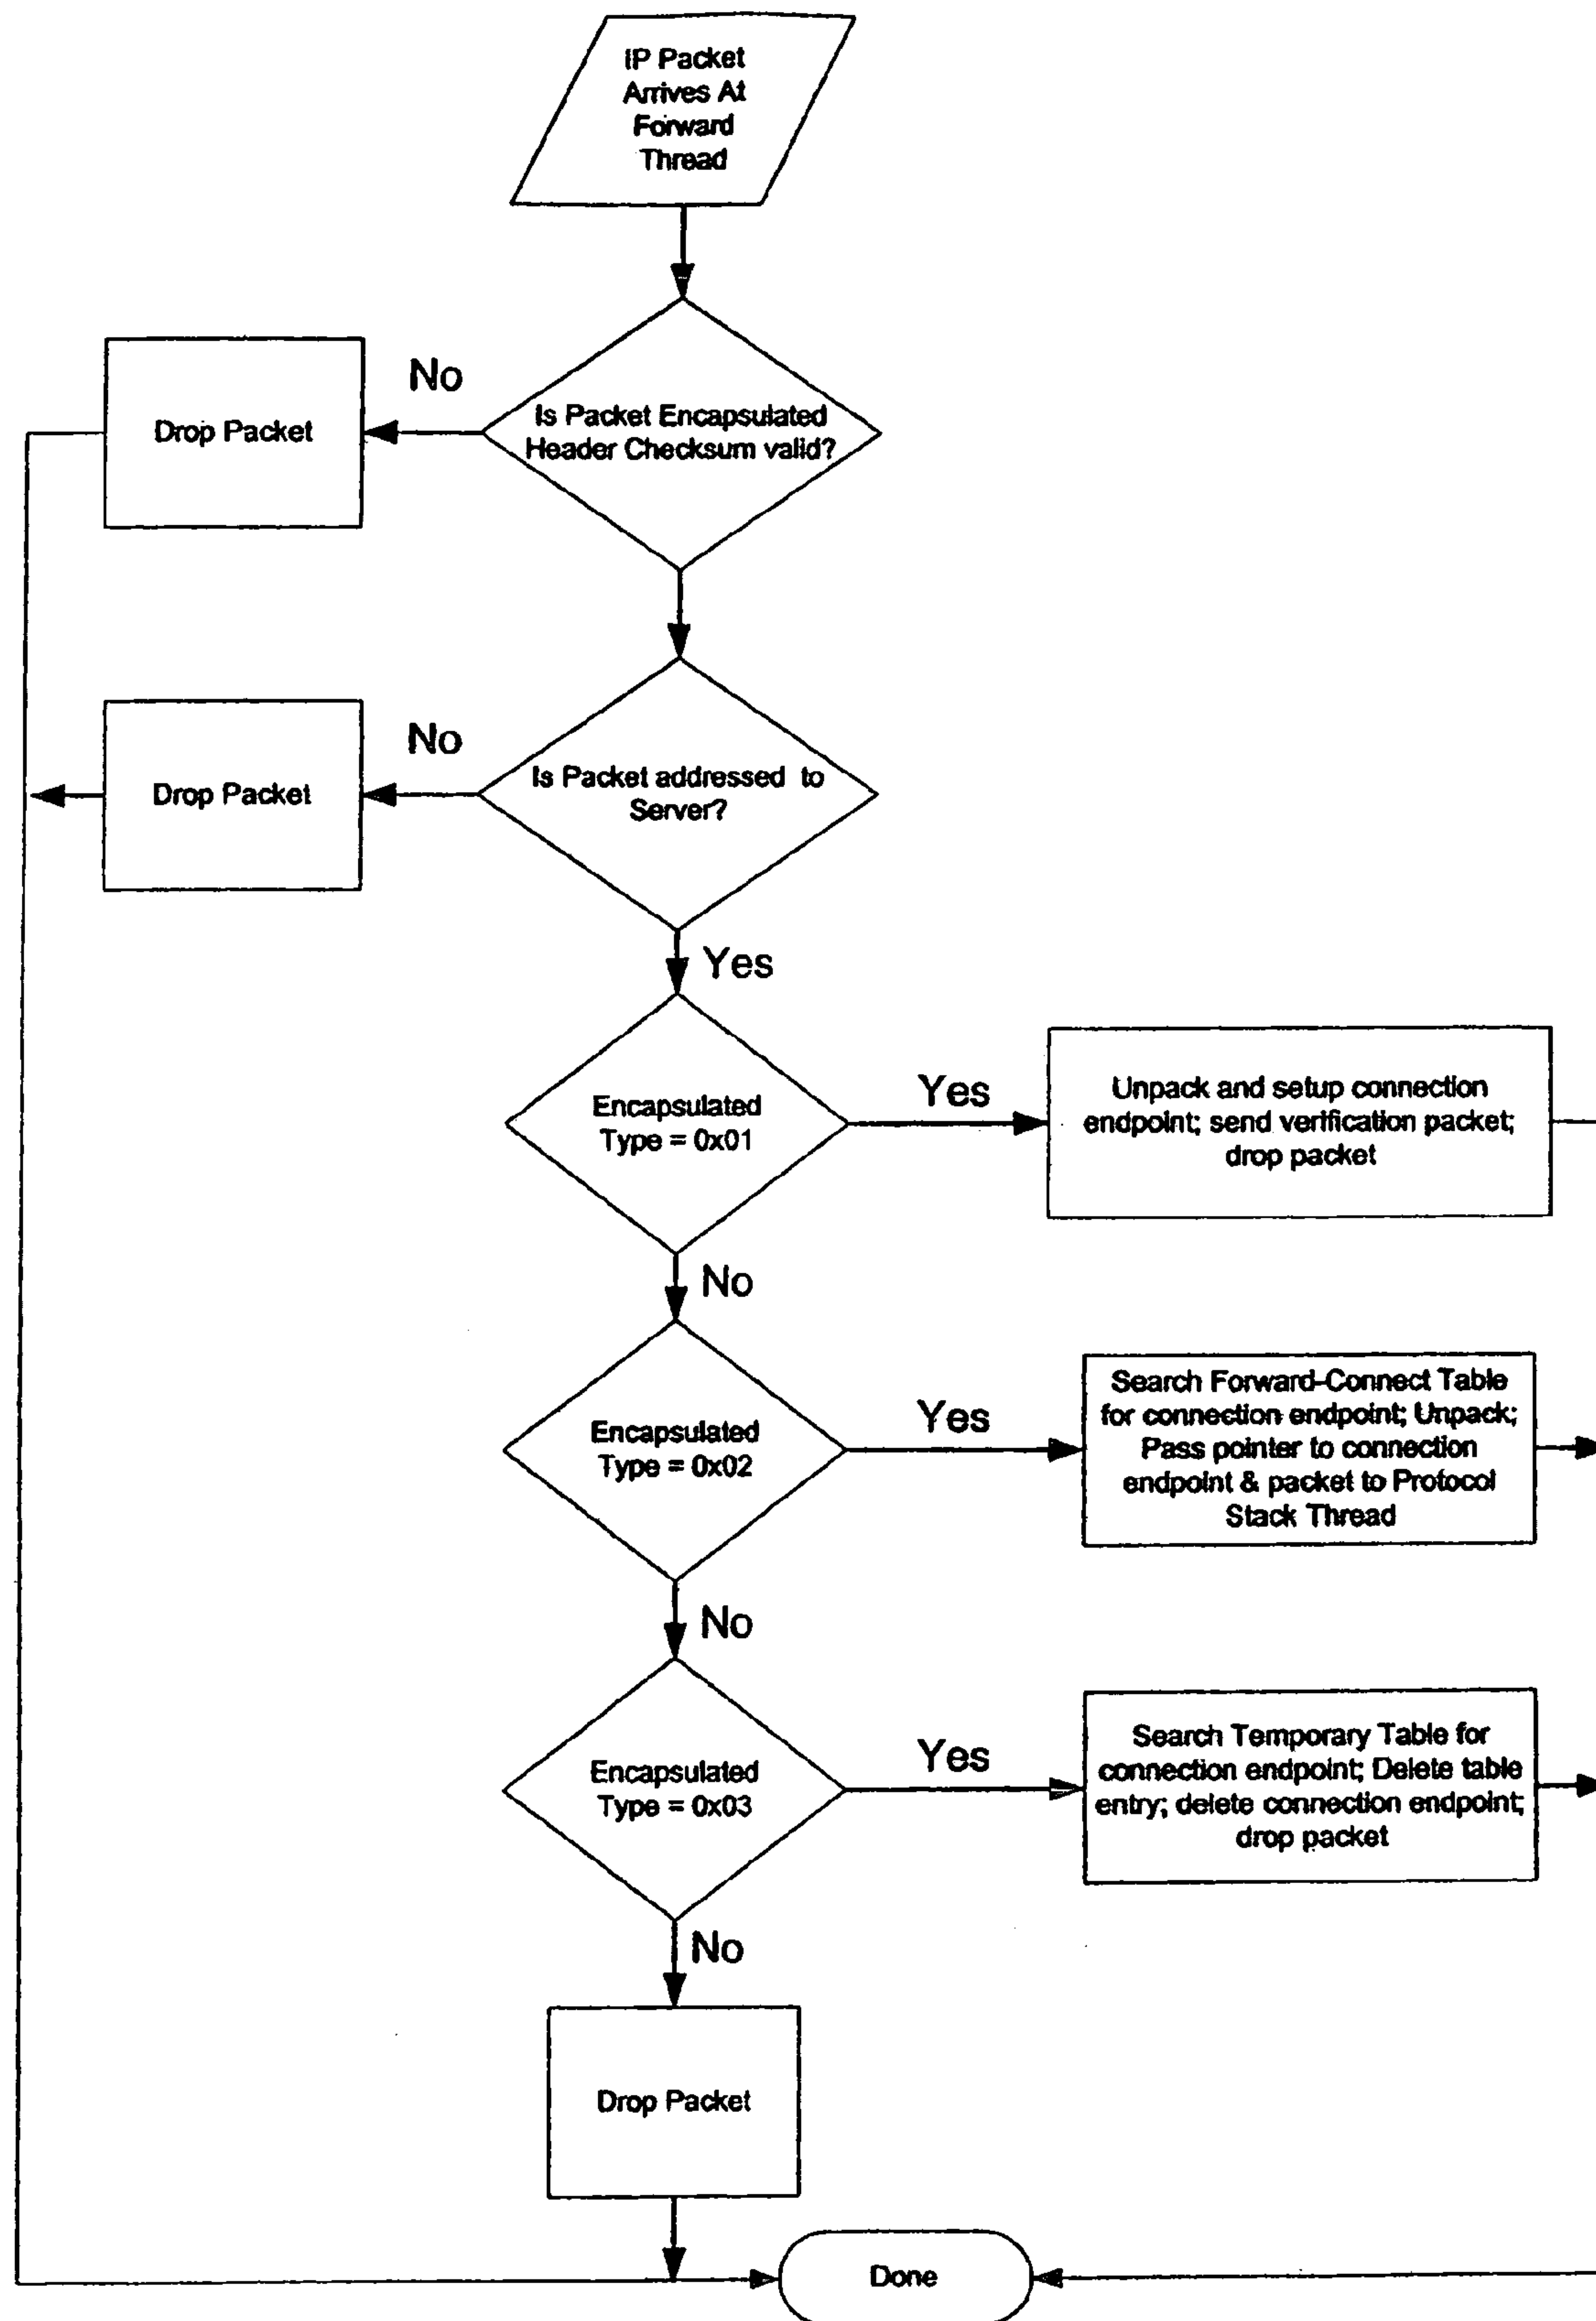 IP Packet
Arrives At
Forward
Thread
No
Drop Packet
Is Packet Encapsulated
Header Checksum valid?
No
Drop Packet
Is Packet addressed to
Server?
Yes
Encapsulated
Type = 0x01
Yes
Unpack and setup connection
endpoint; send verification packet;
drop packet
No
Encapsulated
Type = 0x02
Yes
Search Forward-Connect Table
for connection endpoint; Unpack;
Pass pointer to connection
endpoint & packet to Protocol
Stack Thread
No
Encapsulated
Type = 0x03
Yes
Search Temporary Table for
connection endpoint; Delete table
entry; delete connection endpoint;
drop packet
No
Drop Packet
Done